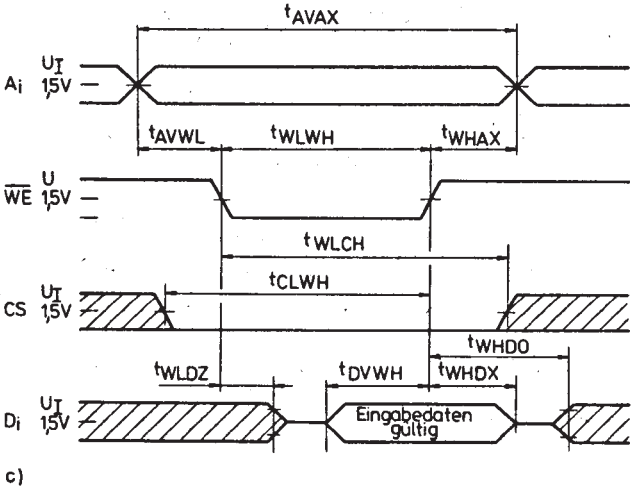 tAVAX
Ai UI 1,5V
tAVWL tWLWH tWHAX
WE U 1,5V
tWLCH
tCLWH
CS UI 1,5V
tWHDO
tWLDZ tDVWH tWHDX
Di UI 1,5V Eingabedaten gültig
c)